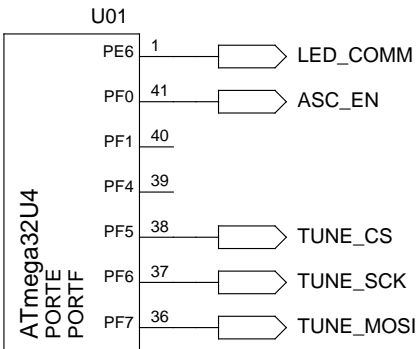 U01
PE6 1 LED_COMM
PF0 41 ASC_EN
PF1 40
PF4 39
PF5 38 TUNE_CS
PF6 37 TUNE_SCK
PF7 36 TUNE_MOSI
ATmega32U4
PORTE
PORTF